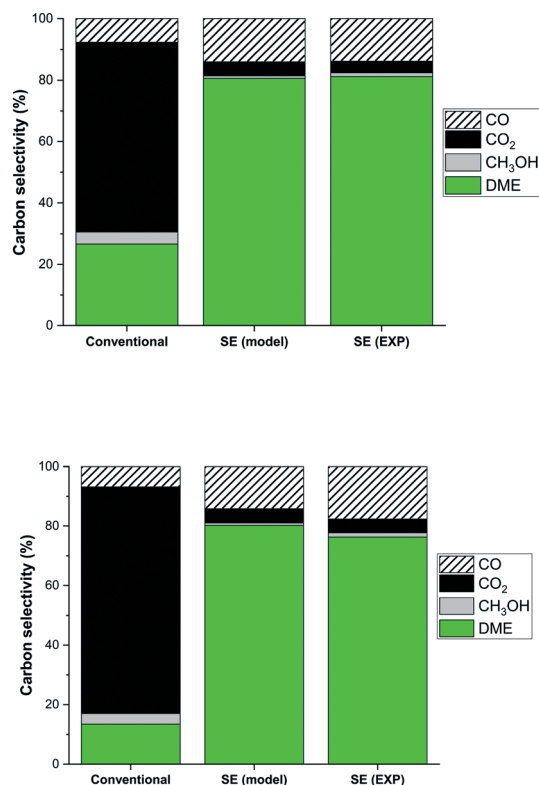 Carbon selectivity (%)
100
80
60
40
20
0
Conventional
SE (model)
SE (EXP)
CO
CO₂
CH₃OH
DME
Carbon selectivity (%)
100
80
60
40
20
0
Conventional
SE (model)
SE (EXP)
CO
CO₂
CH₃OH
DME